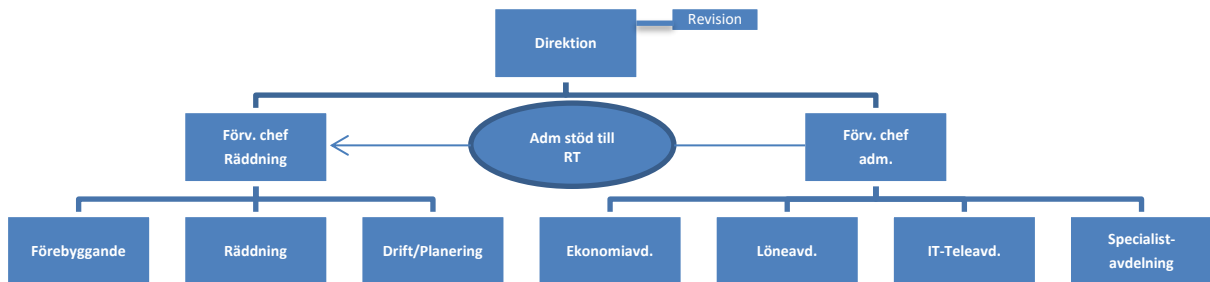 Revision
Direktion
Förv. chef
Räddning
Adm stöd till
RT
Förv. chef
adm.
Förebyggande
Räddning
Drift/Planering
Ekonomiavd.
Löneavd.
IT-Teleavd.
Specialist-
avdelning